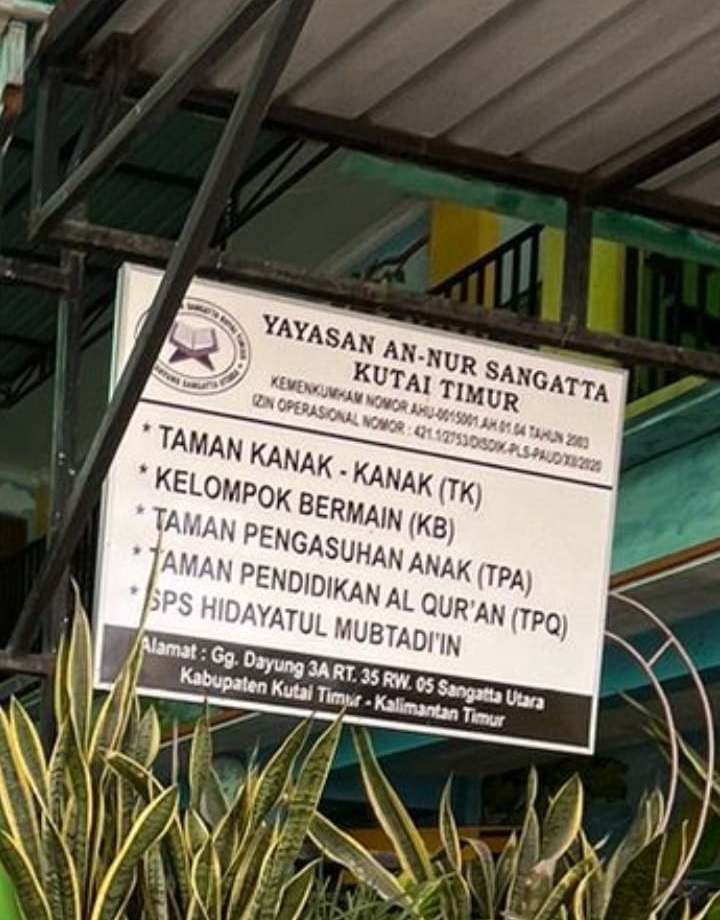 YAYASAN AN-NUR SANGATTA
KUTAI TIMUR
KEMENKUMHAM NOMOR AHU-0015001.AH.01.04 TAHUN 2003
IZIN OPERASIONAL NOMOR : 421.1/2753/DISDIK-PLS-PAUD/XII/2020
* TAMAN KANAK - KANAK (TK)
* KELOMPOK BERMAIN (KB)
* TAMAN PENGASUHAN ANAK (TPA)
* TAMAN PENDIDIKAN AL QUR'AN (TPQ)
* SPS HIDAYATUL MUBTADI'IN
Alamat : Gg. Dayung 3A RT. 35 RW. 05 Sangatta Utara
Kabupaten Kutai Timur - Kalimantan Timur